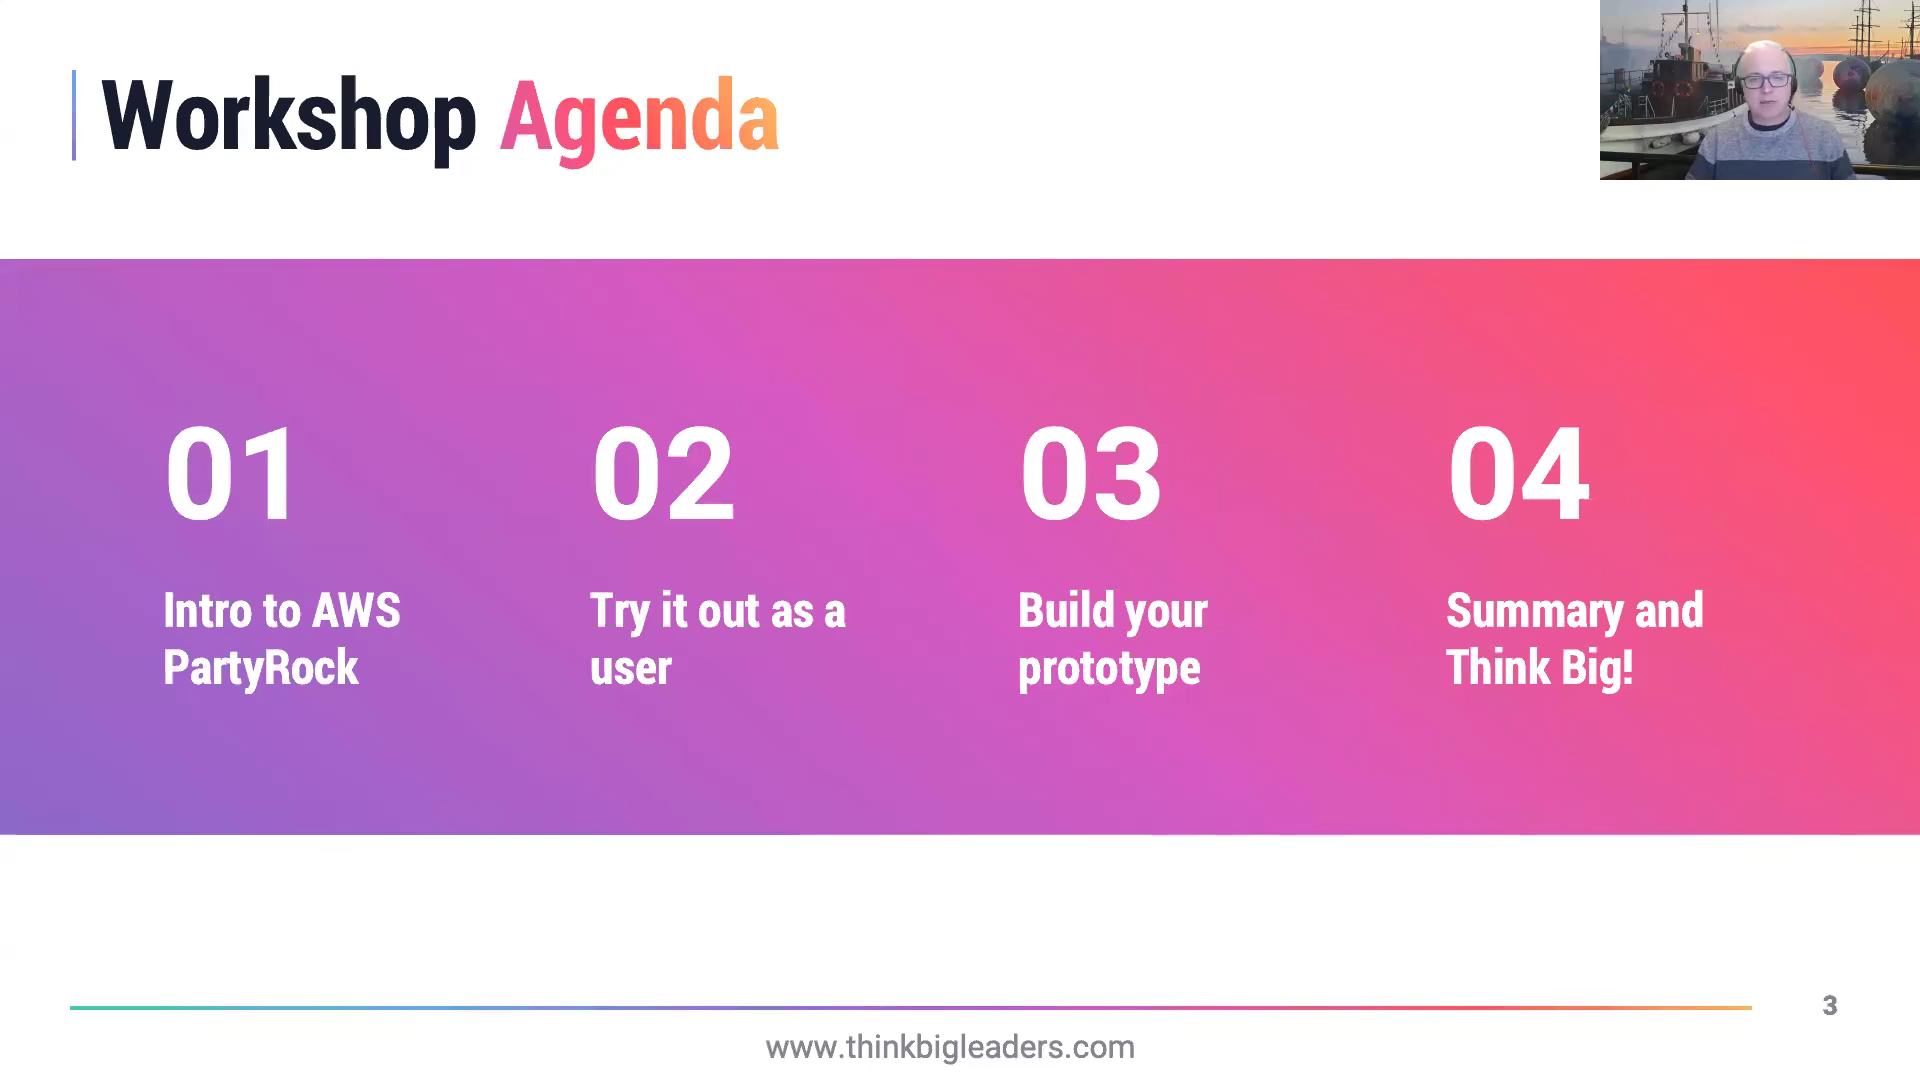 Workshop Agenda
01
Intro to AWS
PartyRock
02
Try it out as a
user
03
Build your
prototype
04
Summary and
Think Big!
3
www.thinkbigleaders.com